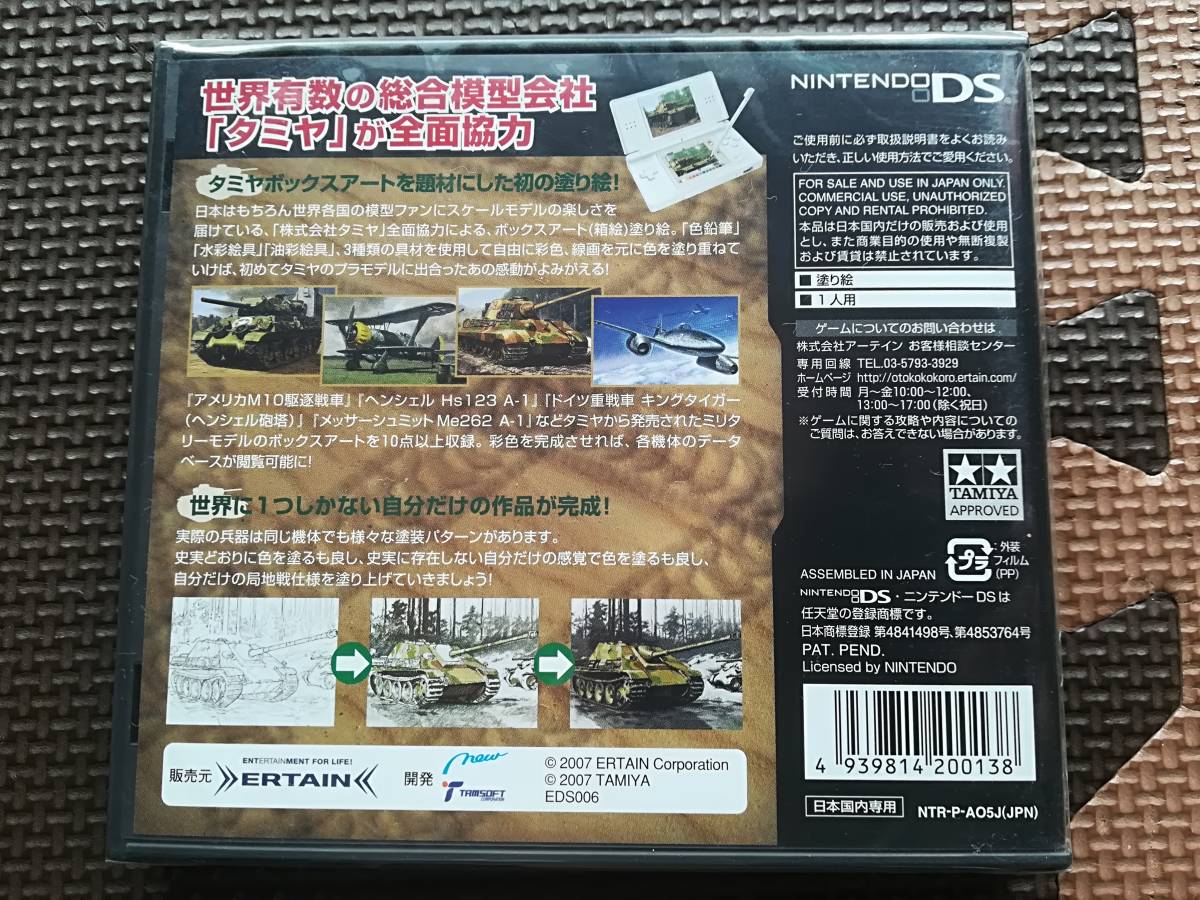 世界有数の総合模型会社
「タミヤ」が全面協力
タミヤボックスアートを題材にした初の塗り絵!
日本はもちろん世界各国の模型ファンにスケールモデルの楽しさを
届けている、「株式会社タミヤ」全面協力による、ボックスアート(箱絵)塗り絵。「色鉛筆」
「水彩絵具」「油彩絵具」、3種類の具材を使用して自由に彩色、線画を元に色を塗り重ねて
いけば、初めてタミヤのプラモデルに出合ったあの感動がよみがえる!
『アメリカM10駆逐戦車』『ヘンシェル Hs123 A-1』『ドイツ重戦車 キングタイガー
(ヘンシェル砲塔)』『メッサーシュミットMe262 A-1』などタミヤから発売されたミリタ
リーモデルのボックスアートを10点以上収録。彩色を完成させれば、各機体のデータ
ベースが閲覧可能に!
世界に1つしかない自分だけの作品が完成!
実際の兵器は同じ機体でも様々な塗装パターンがあります。
史実どおりに色を塗るも良し、史実に存在しない自分だけの感覚で色を塗るも良し、
自分だけの局地戦仕様を塗り上げていきましょう!
販売元
ENTERTAINMENT FOR LIFE!
ERTAIN
開発
new
TAMSOFT
CORPORATION
© 2007 ERTAIN Corporation
© 2007 TAMIYA
EDS006
NINTENDO DS
ご使用前に必ず取扱説明書をよくお読み
いただき、正しい使用方法でご愛用ください。
FOR SALE AND USE IN JAPAN ONLY.
COMMERCIAL USE, UNAUTHORIZED
COPY AND RENTAL PROHIBITED.
本品は日本国内だけの販売および使用
とし、また商業目的の使用や無断複製
および賃貸は禁止されています。
■ 塗り絵
■ 1人用
ゲームについてのお問い合わせは
株式会社アーテイン お客様相談センター
専用回線 TEL.03-5793-3929
ホームページ http://otokokokoro.ertain.com/
受付時間 月〜金10:00〜12:00、
13:00〜17:00(除く祝日)
※ゲームに関する攻略や内容についての
ご質問は、お答えできない場合があります。
TAMIYA
APPROVED
ASSEMBLED IN JAPAN
プラ
:外装
フィルム
(PP)
NINTENDO DS・ニンテンドーDSは
任天堂の登録商標です。
日本商標登録 第4841498号、第4853764号
PAT. PEND.
Licensed by NINTENDO
4 939814 200138
日本国内専用
NTR-P-AO5J(JPN)